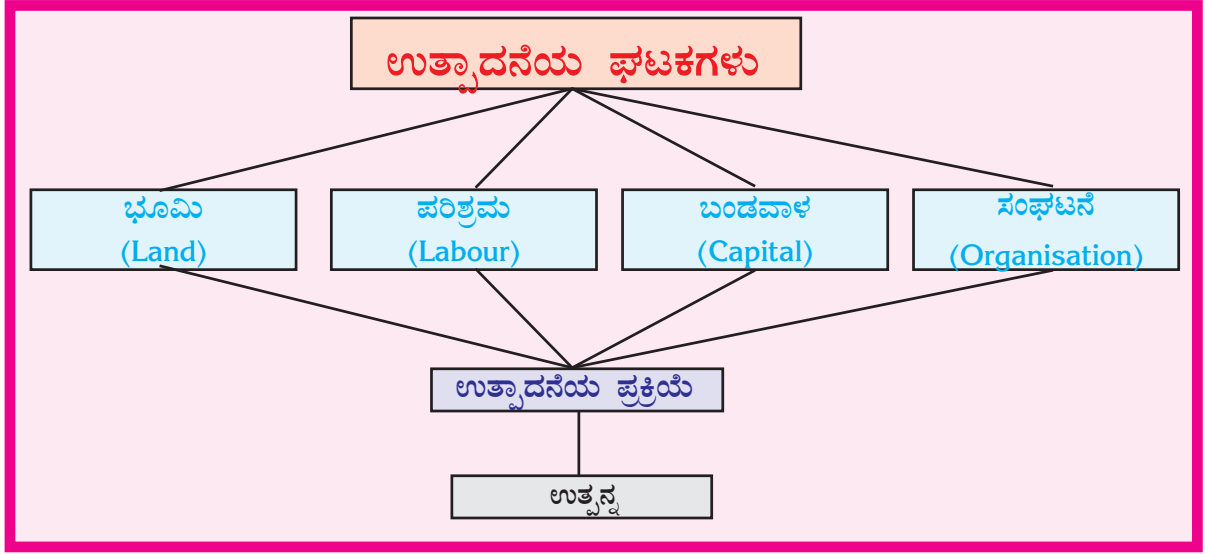 ಉತ್ಪಾದನೆಯ ಘಟಕಗಳು
ಭೂಮಿ
(Land)
ಪರಿಶ್ರಮ
(Labour)
ಬಂಡವಾಳ
(Capital)
ಸಂಘಟನೆ
(Organisation)
ಉತ್ಪಾದನೆಯ ಪ್ರಕ್ರಿಯೆ
ಉತ್ಪನ್ನ